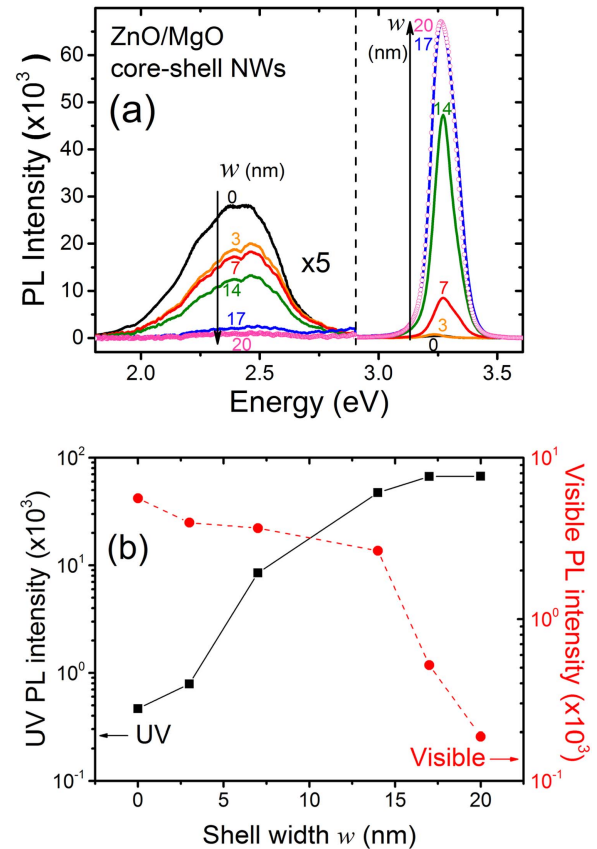 ZnO/MgO
core-shell NWs
(a)
w (nm)
0
3
7
14
17
20
x5
w
(nm)
20
17
14
7
3
0
PL Intensity (x10³)
60
50
40
30
20
10
0
2.0 2.5 3.0 3.5
Energy (eV)
(b)
UV PL intensity (x10³)
10²
10¹
10⁰
10⁻¹
Visible PL intensity (x10³)
10¹
10⁰
10⁻¹
UV
Visible
0 5 10 15 20
Shell width w (nm)